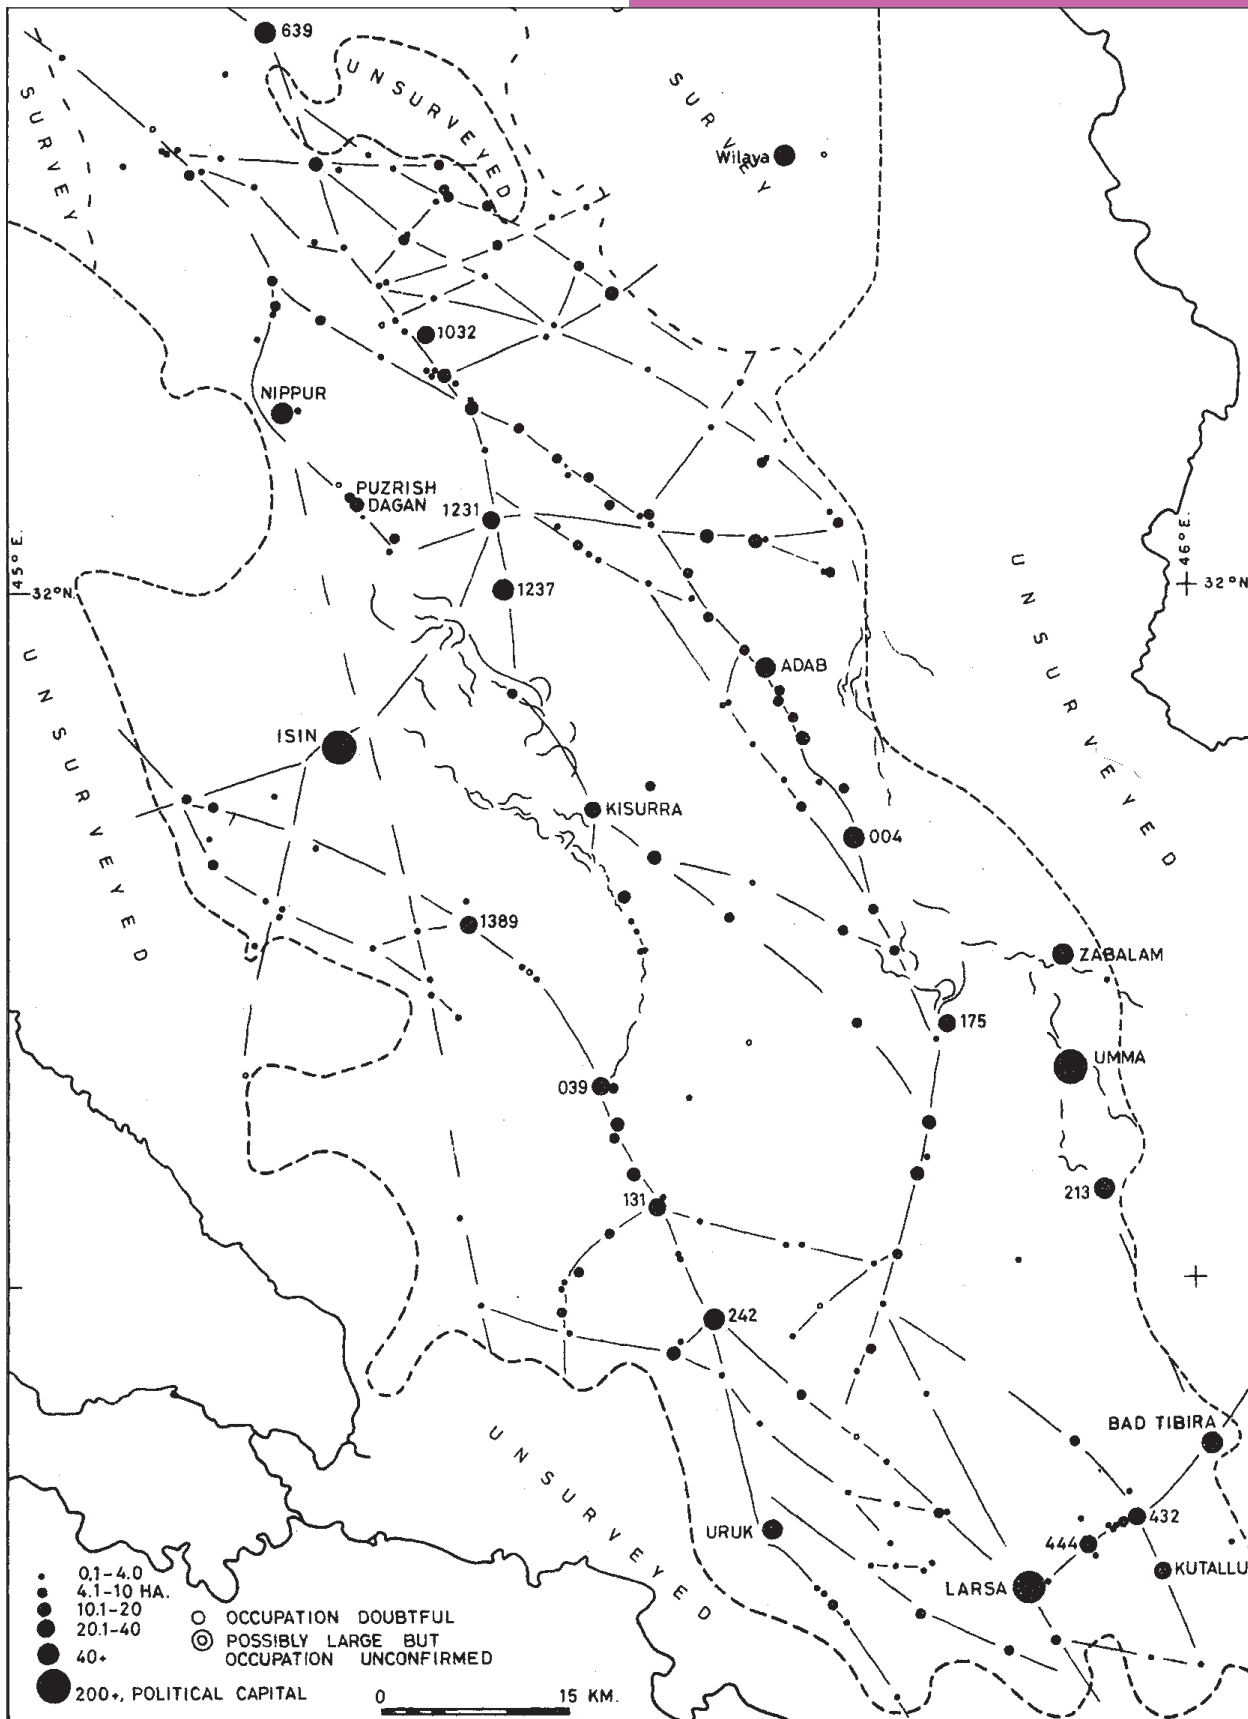 639
UNSURVEYED
SURVEY
SURVEY
Wilaya
1032
NIPPUR
PUZRISH
DAGAN
1231
45° E.
46° E.
32°N.
1237
32°N
UNSURVEYED
UNSURVEYED
ADAB
ISIN
KISURRA
004
1389
ZABALAM
175
UMMA
039
213
131
242
BAD TIBIRA
UNSURVEYED
URUK
432
444
KUTALLU
LARSA
0.1-4.0
4.1-10 HA.
10.1-20
20.1-40
40+
200+, POLITICAL CAPITAL
OCCUPATION DOUBTFUL
POSSIBLY LARGE BUT
OCCUPATION UNCONFIRMED
0 15 KM.